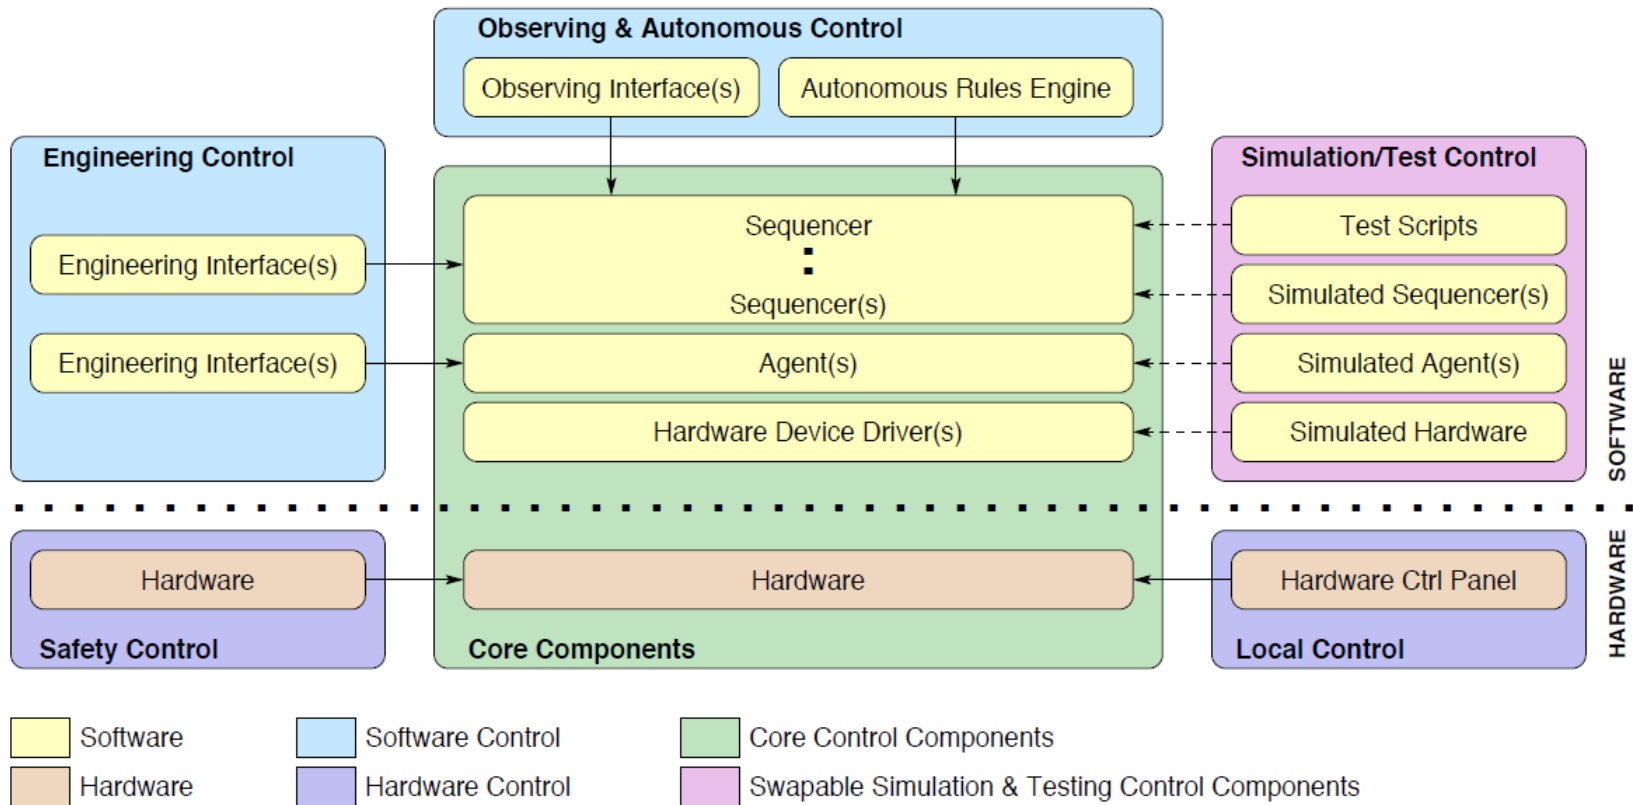 Observing & Autonomous Control
Observing Interface(s)
Autonomous Rules Engine
Engineering Control
Engineering Interface(s)
Engineering Interface(s)
Sequencer
Sequencer(s)
Agent(s)
Hardware Device Driver(s)
Simulation/Test Control
Test Scripts
Simulated Sequencer(s)
Simulated Agent(s)
Simulated Hardware
SOFTWARE
HARDWARE
Hardware
Safety Control
Hardware
Core Components
Hardware Ctrl Panel
Local Control
Software
Software Control
Core Control Components
Hardware
Hardware Control
Swapable Simulation & Testing Control Components